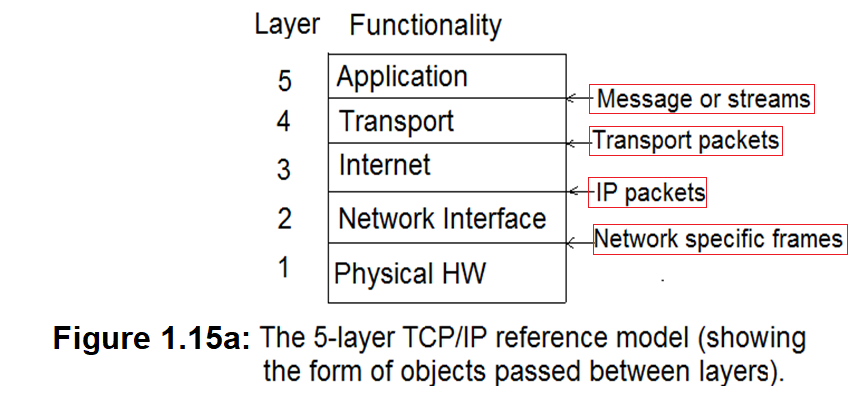 Layer Functionality
5 Application
Message or streams
4 Transport
Transport packets
3 Internet
IP packets
2 Network Interface
Network specific frames
1 Physical HW
Figure 1.15a: The 5-layer TCP/IP reference model (showing
the form of objects passed between layers).